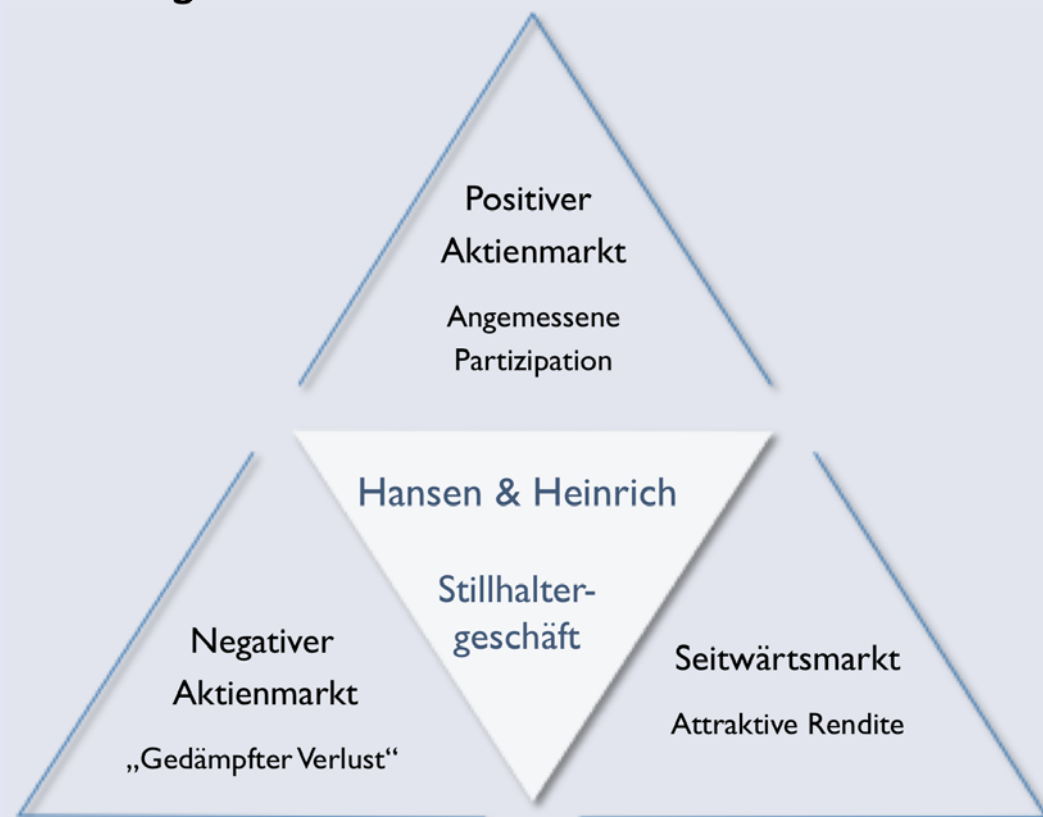 Positiver
Aktienmarkt
Angemessene
Partizipation
Hansen & Heinrich
Stillhalter-
geschäft
Negativer
Aktienmarkt
„Gedämpfter Verlust“
Seitwärtsmarkt
Attraktive Rendite